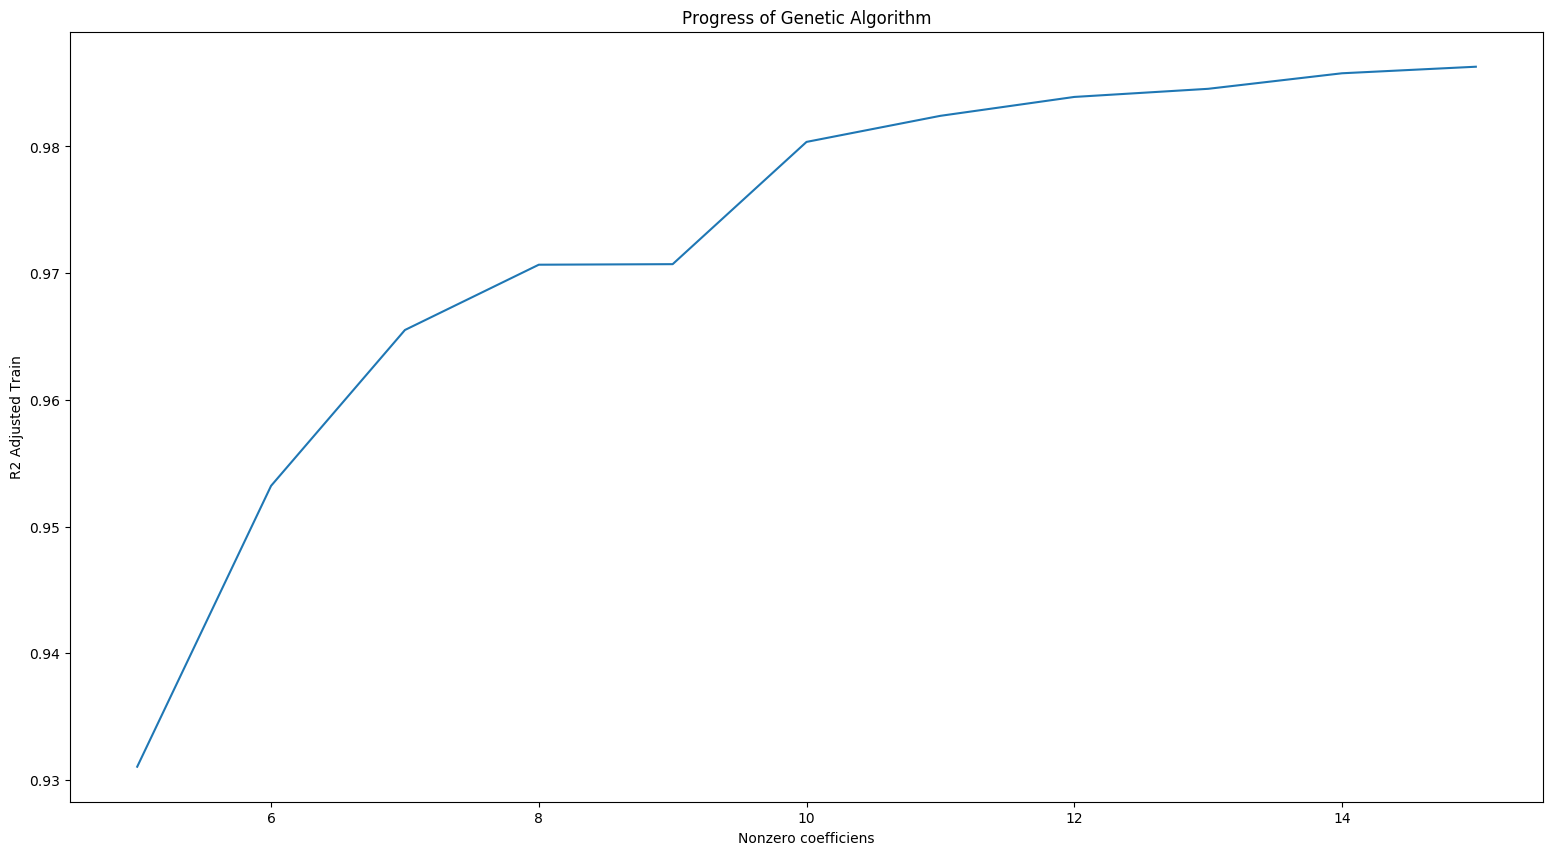 Progress of Genetic Algorithm
R2 Adjusted Train
0.98
0.97
0.96
0.95
0.94
0.93
6 8 10 12 14
Nonzero coefficiens